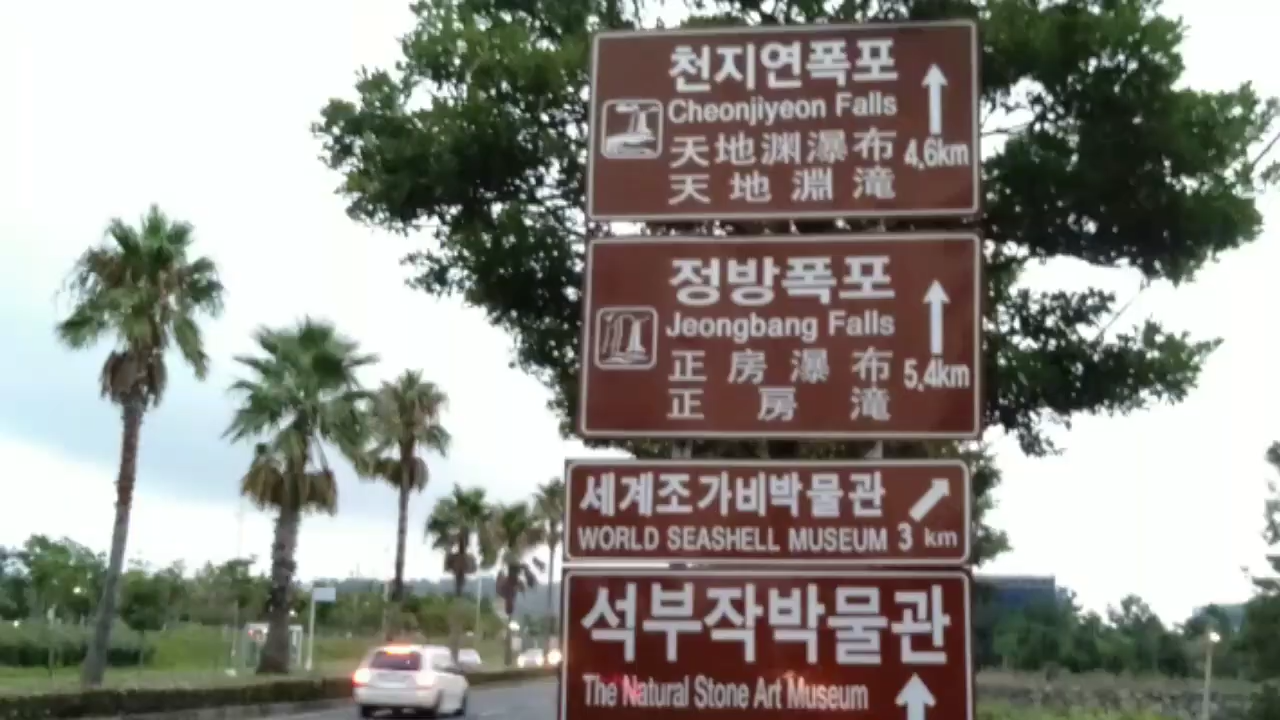 천지연폭포
Cheonjiyeon Falls
天地渊瀑布
4,6km
天地淵滝
정방폭포
Jeongbang Falls
正房瀑布
5,4km
正房滝
세계조가비박물관
WORLD SEASHELL MUSEUM 3 km
석부작박물관
The Natural Stone Art Museum